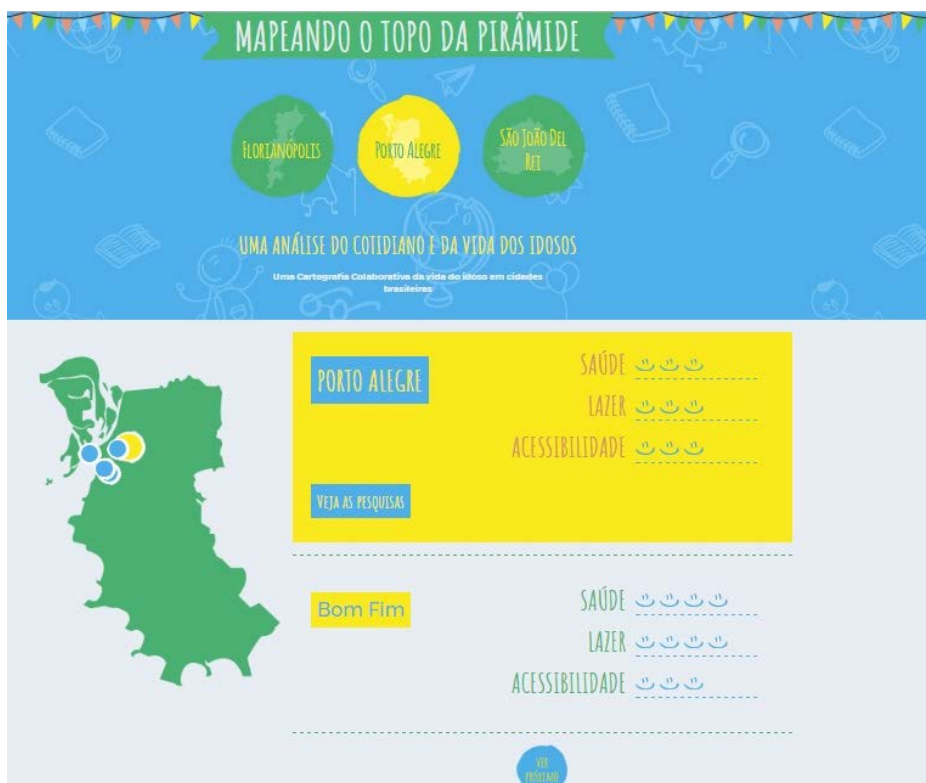 MAPEANDO O TOPO DA PIRÂMIDE
FLORIANÓPOLIS
PORTO ALEGRE
SÃO JOÃO DEL
REI
UMA ANÁLISE DO COTIDIANO E DA VIDA DOS IDOSOS
Uma Cartografia Colaborativa da vida do idoso em cidades
brasileiras
PORTO ALEGRE
SAÚDE
LAZER
ACESSIBILIDADE
VEJA AS PESQUISAS
Bom Fim
SAÚDE
LAZER
ACESSIBILIDADE
VER
PRÓXIMO